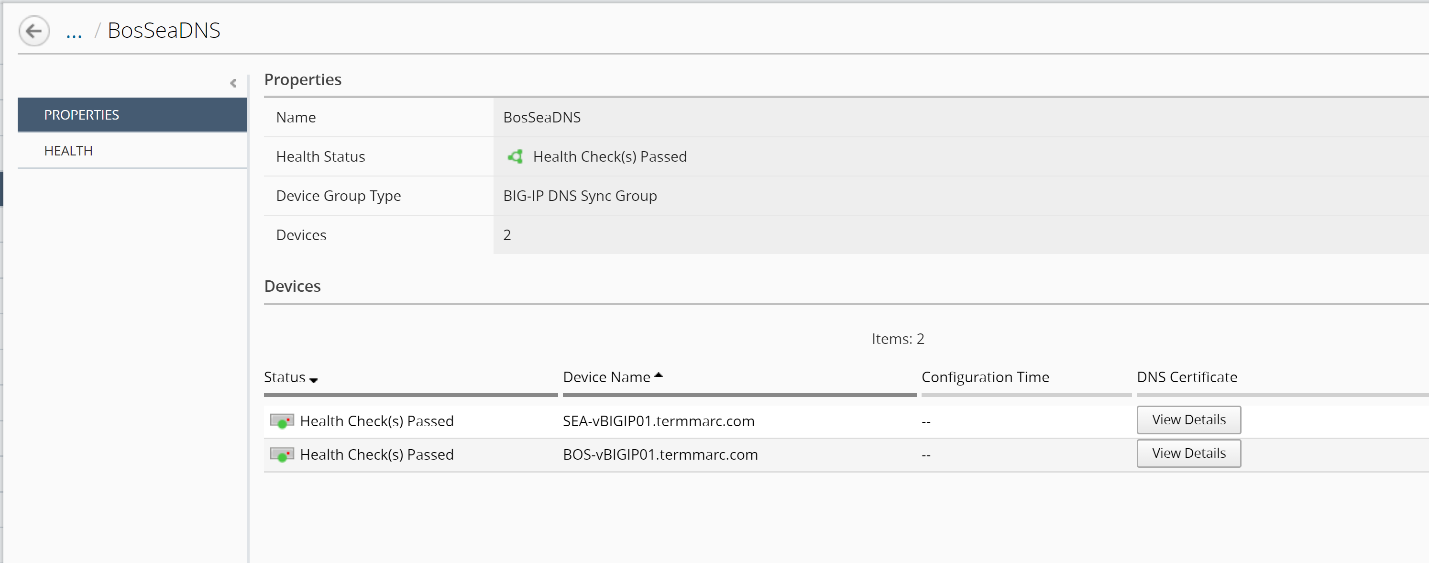 ... / BosSeaDNS
Properties
PROPERTIES
Name BosSeaDNS
HEALTH
Health Status Health Check(s) Passed
Device Group Type BIG-IP DNS Sync Group
Devices 2
Devices
Items: 2
Status Device Name Configuration Time DNS Certificate
Health Check(s) Passed SEA-vBIGIP01.termmarc.com -- View Details
Health Check(s) Passed BOS-vBIGIP01.termmarc.com -- View Details